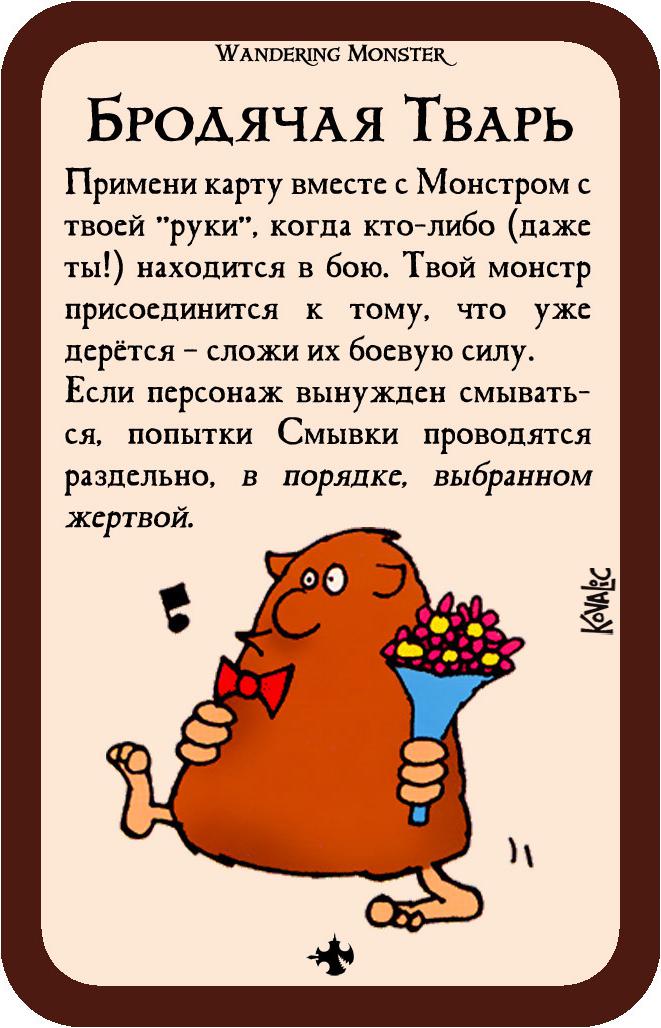 Wandering Monster
Бродячая Тварь
Примени карту вместе с Монстром с
твоей "руки", когда кто-либо (даже
ты!) находится в бою. Твой монстр
присоединится к тому, что уже
дерётся - сложи их боевую силу.
Если персонаж вынужден смывать-
ся, попытки Смывки проводятся
раздельно, в порядке, выбранном
жертвой.
KOVALIC